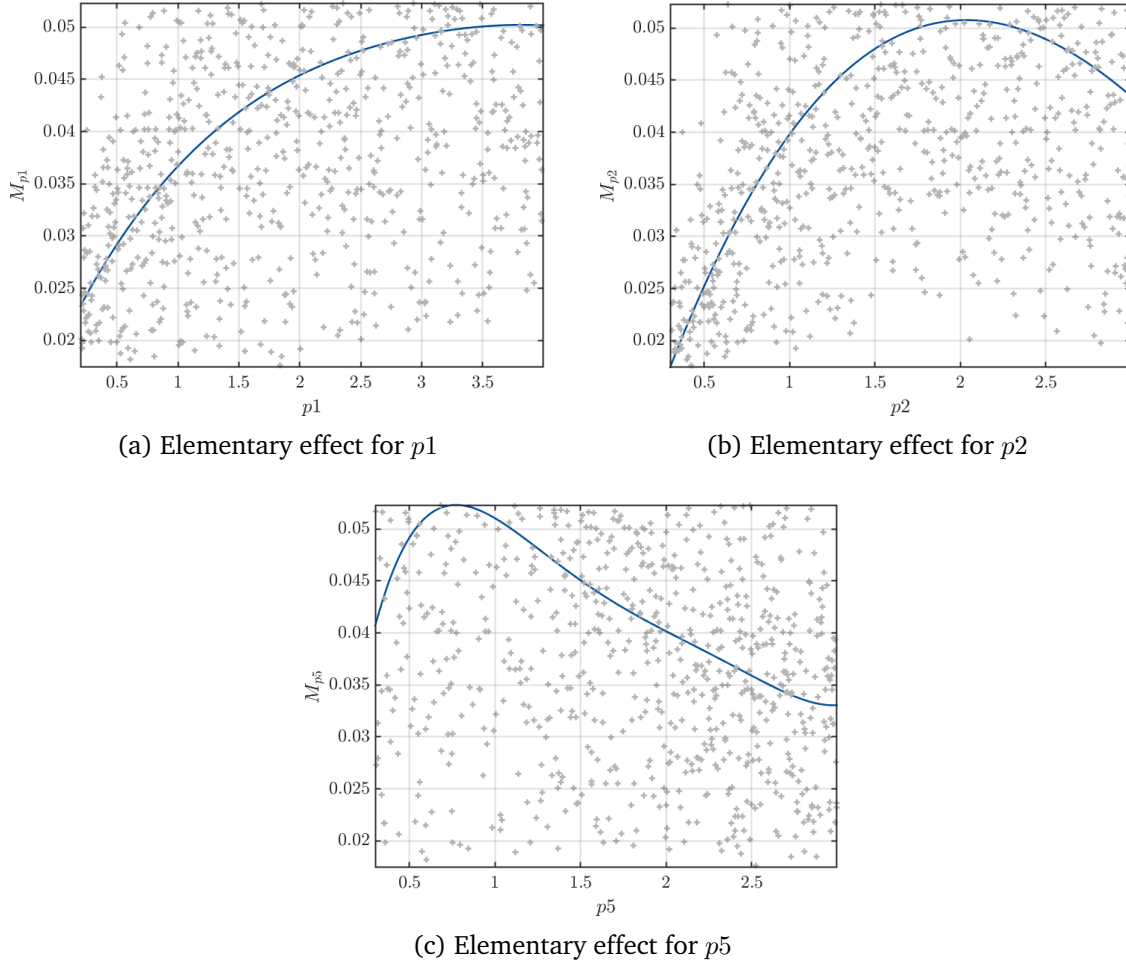 0.05
0.045
0.04
0.035
0.03
0.025
0.02
M_{p1}
0.5 1 1.5 2 2.5 3 3.5
p1
(a) Elementary effect for p1
0.05
0.045
0.04
0.035
0.03
0.025
0.02
M_{p2}
0.5 1 1.5 2 2.5
p2
(b) Elementary effect for p2
0.05
0.045
0.04
0.035
0.03
0.025
0.02
M_{p5}
0.5 1 1.5 2 2.5
p5
(c) Elementary effect for p5